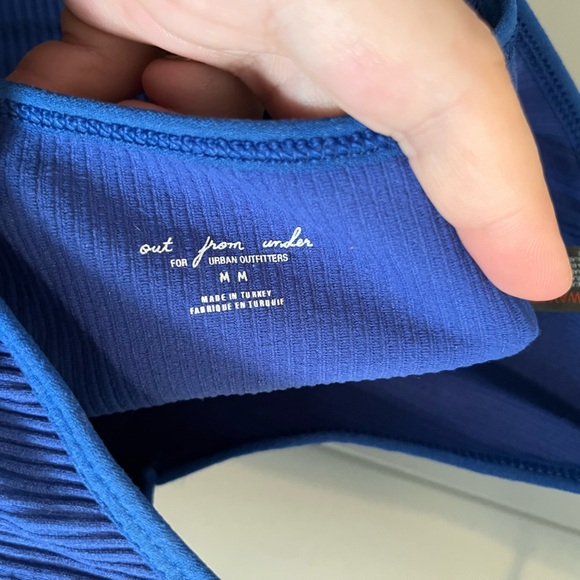 out from under
FOR URBAN OUTFITTERS
M M
MADE IN TURKEY
FABRIQUE EN TURQUIE